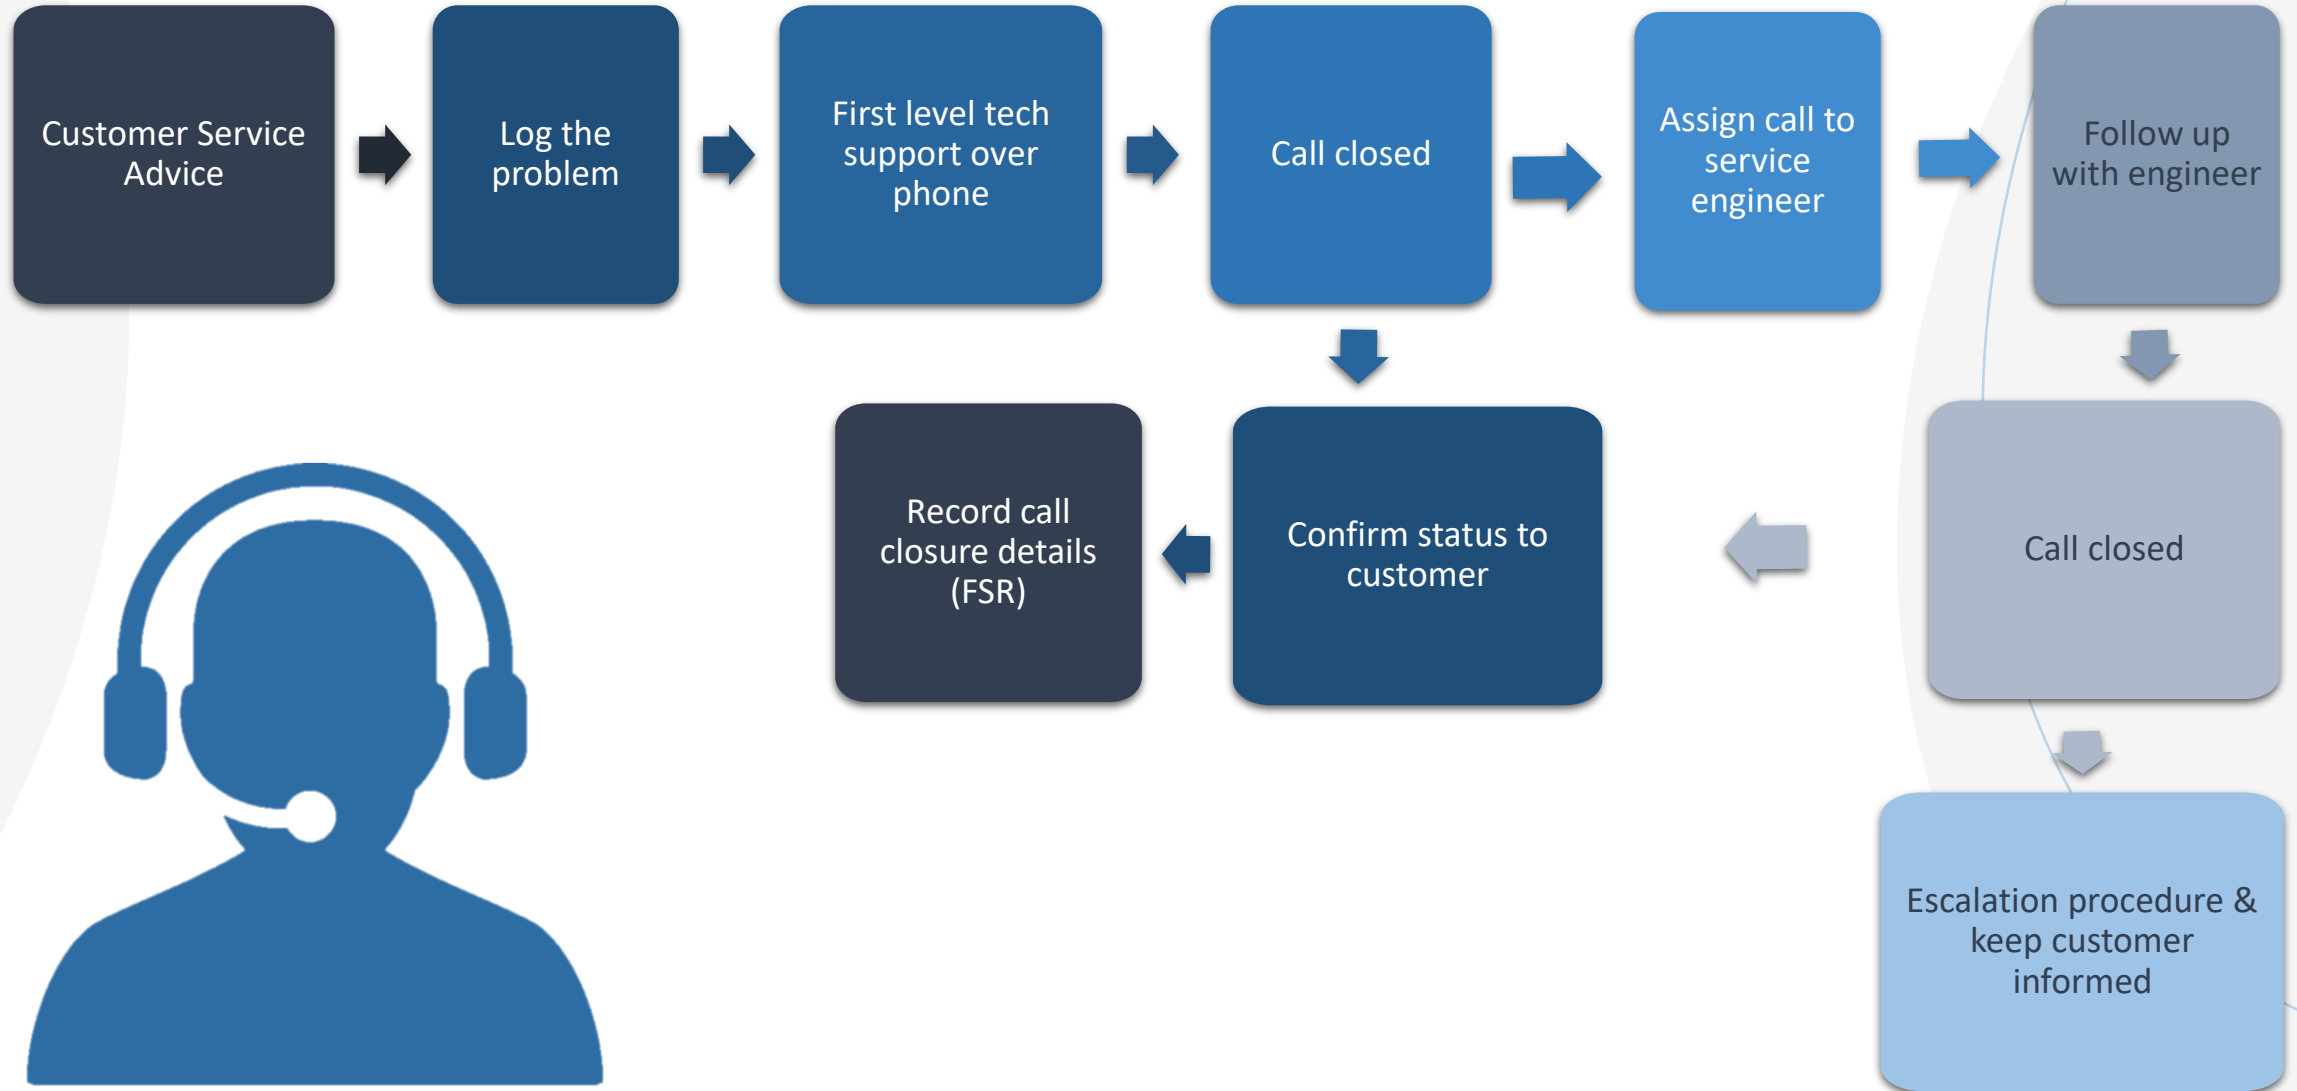 Customer Service
Advice
Log the
problem
First level tech
support over
phone
Call closed
Assign call to
service
engineer
Follow up
with engineer
Record call
closure details
(FSR)
Confirm status to
customer
Call closed
Escalation procedure &
keep customer
informed